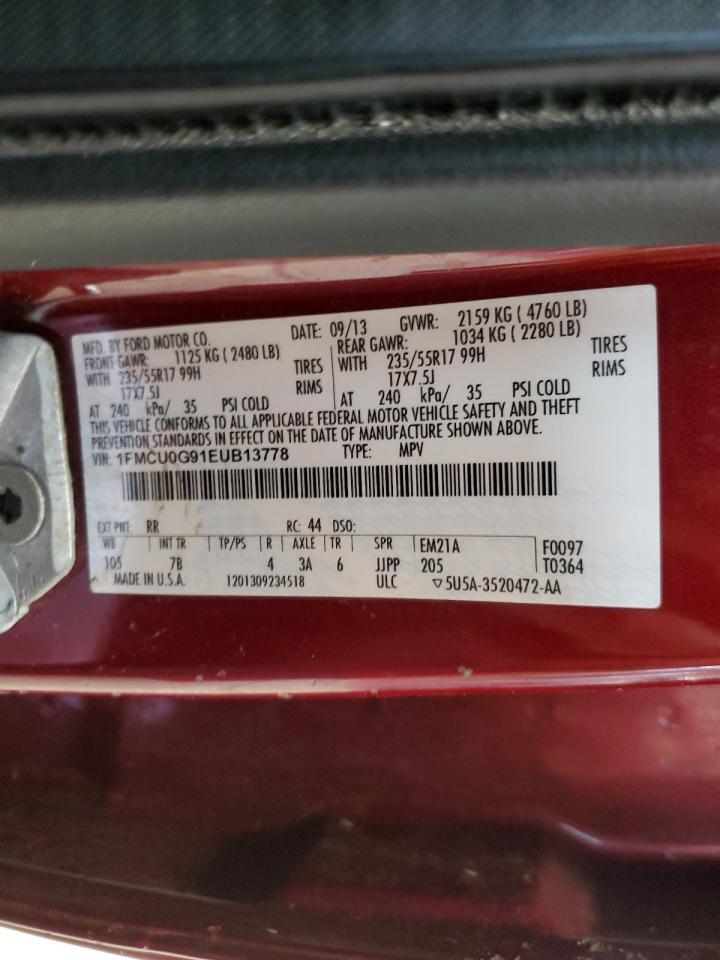 MFD. BY FORD MOTOR CO. DATE: 09/13 GVWR: 2159 KG ( 4760 LB)
FRONT GAWR: 1125 KG ( 2480 LB) REAR GAWR: 1034 KG ( 2280 LB)
WITH 235/55R17 99H TIRES WITH 235/55R17 99H TIRES
17X7.5J RIMS 17X7.5J RIMS
AT 240 kPa/ 35 PSI COLD AT 240 kPa/ 35 PSI COLD
THIS VEHICLE CONFORMS TO ALL APPLICABLE FEDERAL MOTOR VEHICLE SAFETY AND THEFT
PREVENTION STANDARDS IN EFFECT ON THE DATE OF MANUFACTURE SHOWN ABOVE.
VIN: 1FMCU0G91EUB13778 TYPE: MPV
EXT PNT: RR RC: 44 DSO:
WB INT TR TP/PS R AXLE TR SPR EM21A F0097
105 7B 4 3A 6 JJPP 205 T0364
MADE IN U.S.A. 1201309234518 ULC ▽5U5A-3520472-AA